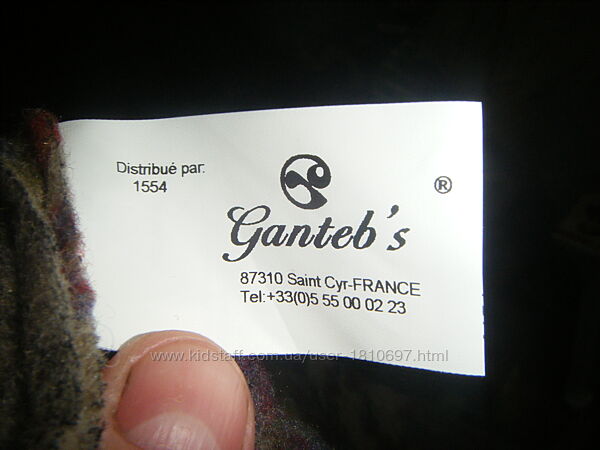 Distribué par:
1554
®
Ganteb's
87310 Saint Cyr-FRANCE
Tel:+33(0)5 55 00 02 23
www.kidstaff.com.ua/user-1810697.html